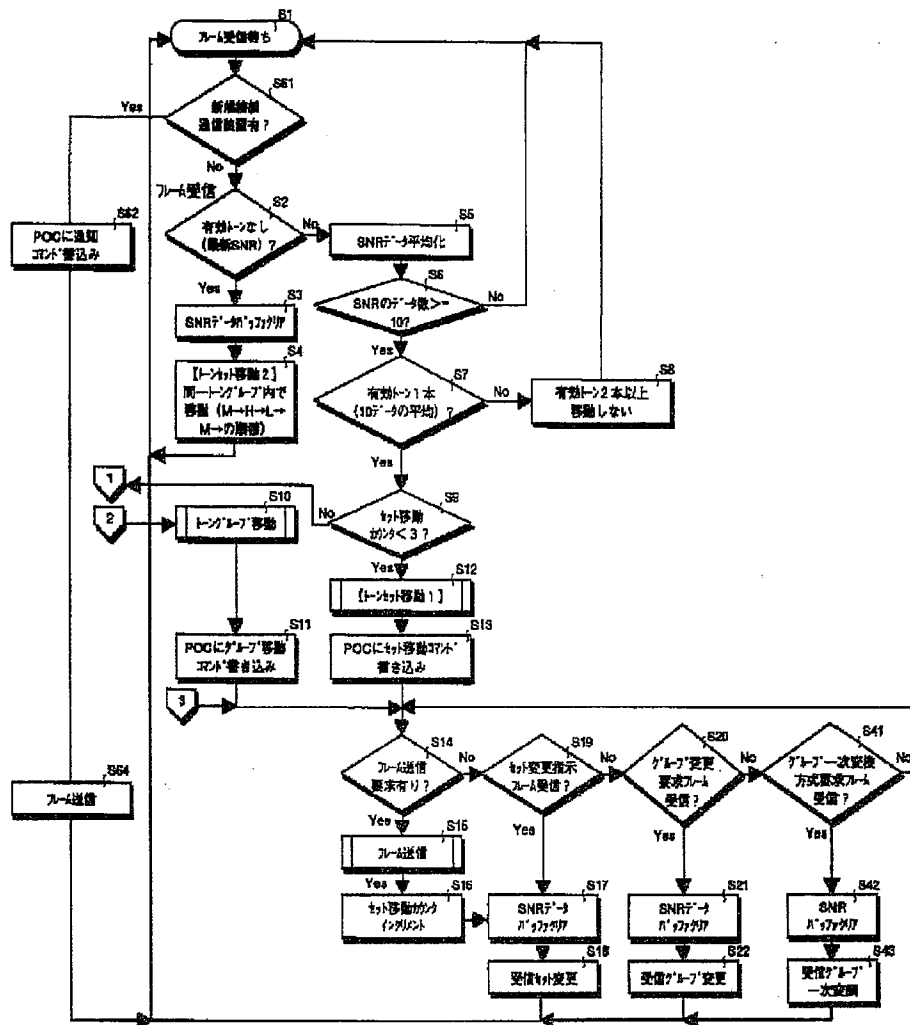 S1
フレーム受信待ち
S61
新規接続
通信装置有？
Yes
No
フレーム受信
S62
POCに通知
コマンド書込み
S2
有効トーンなし
(最新SNR)？
No
Yes
S5
SNRデータ平均化
S3
SNRデータバッファクリア
S6
SNRのデータ数>=
10?
No
Yes
S4
【トーンセット移動2】
同一トーングループ内で
移動(M→H→L→
M→の順番)
S7
有効トーン1本
(10データの平均)？
No
Yes
S8
有効トーン2本以上
移動しない
1
2
S10
トーングループ移動
S9
セット移動
カウンタ<3？
No
Yes
S12
【トーンセット移動1】
S11
POCにグループ移動
コマンド書き込み
S13
POCにセット移動コマンド
書き込み
3
S14
フレーム送信
要求有り？
No
Yes
S19
セット変更指示
フレーム受信？
No
Yes
S20
グループ変更
要求フレーム
受信？
No
Yes
S41
グループ一次変換
方式要求フレーム
受信？
No
Yes
S64
フレーム送信
S15
フレーム送信
Yes
S16
セット移動カウンタ
インクリメント
S17
SNRデータ
バッファクリア
S21
SNRデータ
バッファクリア
S42
SNR
バッファクリア
S18
受信セット変更
S22
受信グループ変更
S43
受信グループ
一次変調